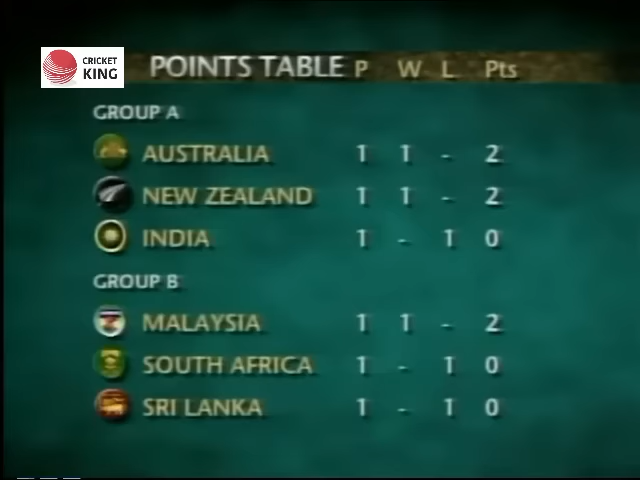 CRICKET
KING
POINTS TABLE P W L Pts
GROUP A
AUSTRALIA 1 1 - 2
NEW ZEALAND 1 1 - 2
INDIA 1 - 1 0
GROUP B
MALAYSIA 1 1 - 2
SOUTH AFRICA 1 - 1 0
SRI LANKA 1 - 1 0